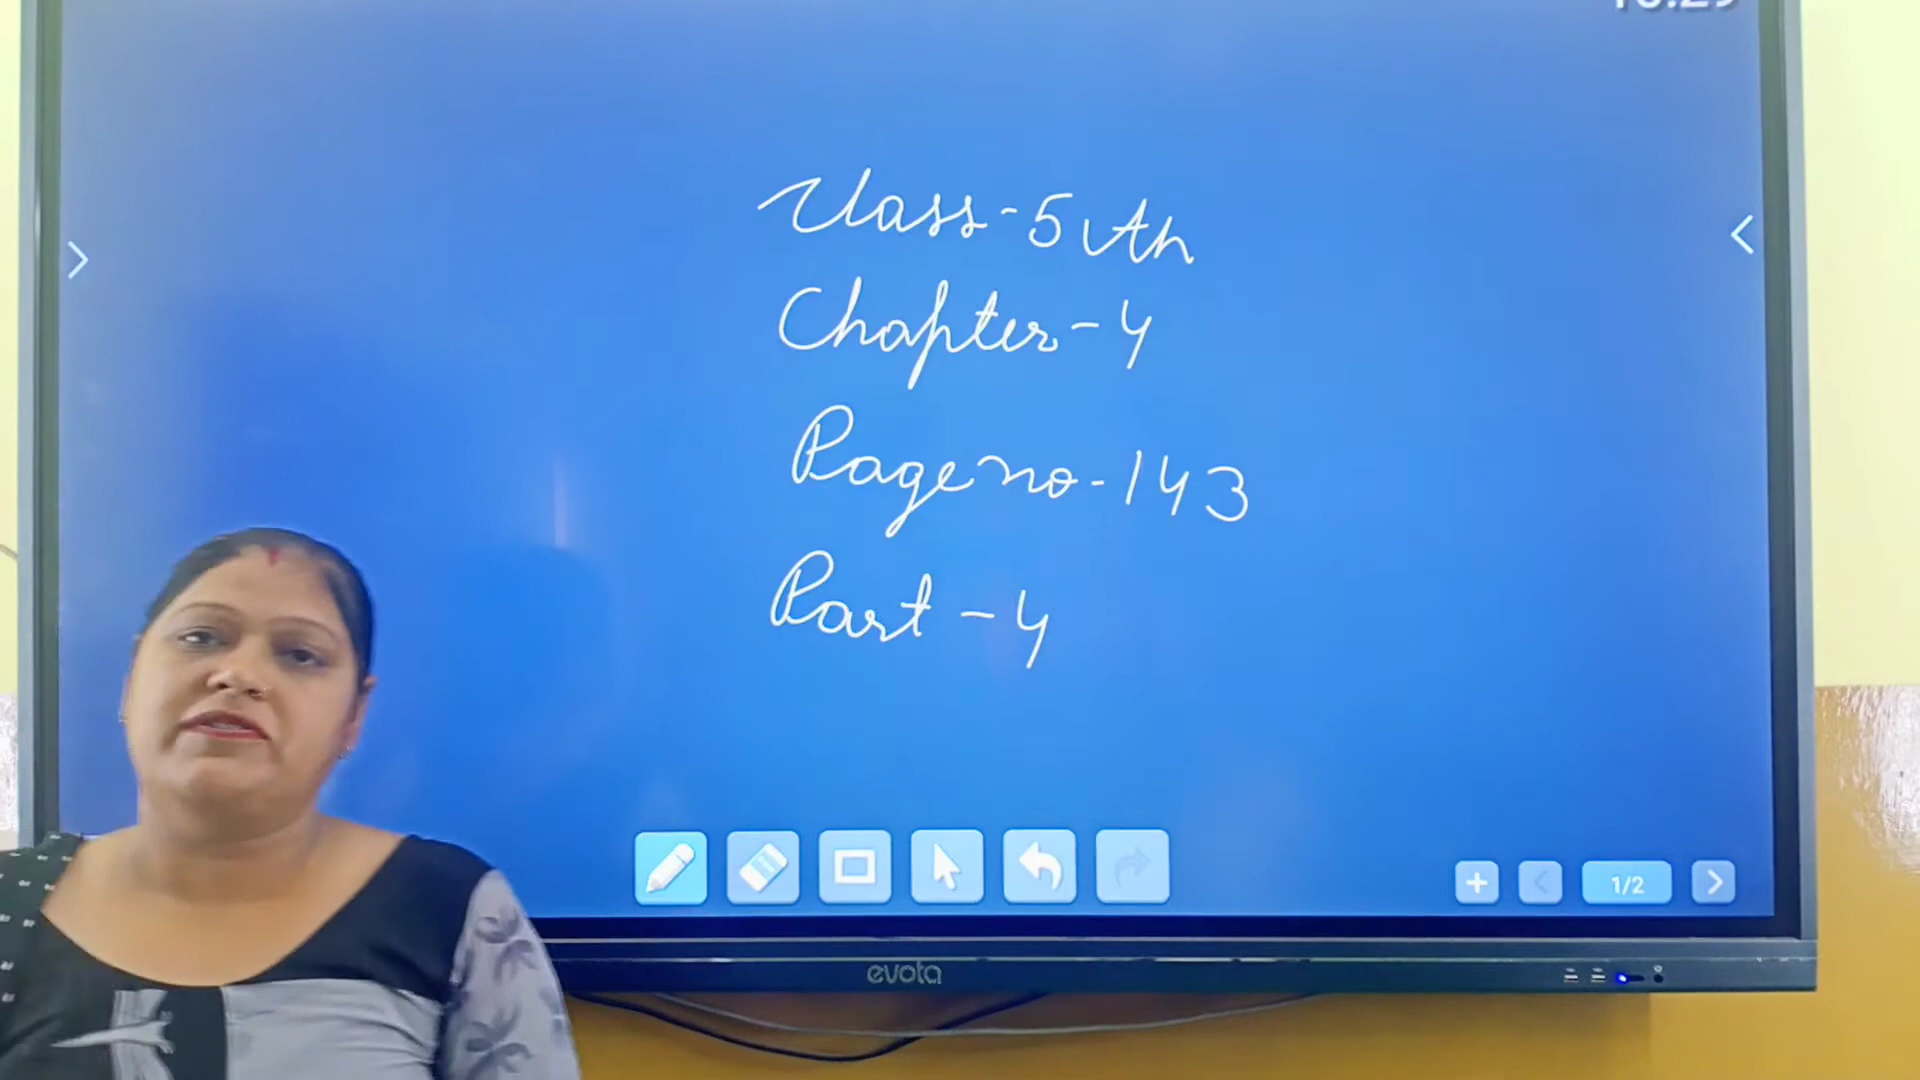 Class-5th
Chapter-4
Page no-143
Part-4
1/2
evota